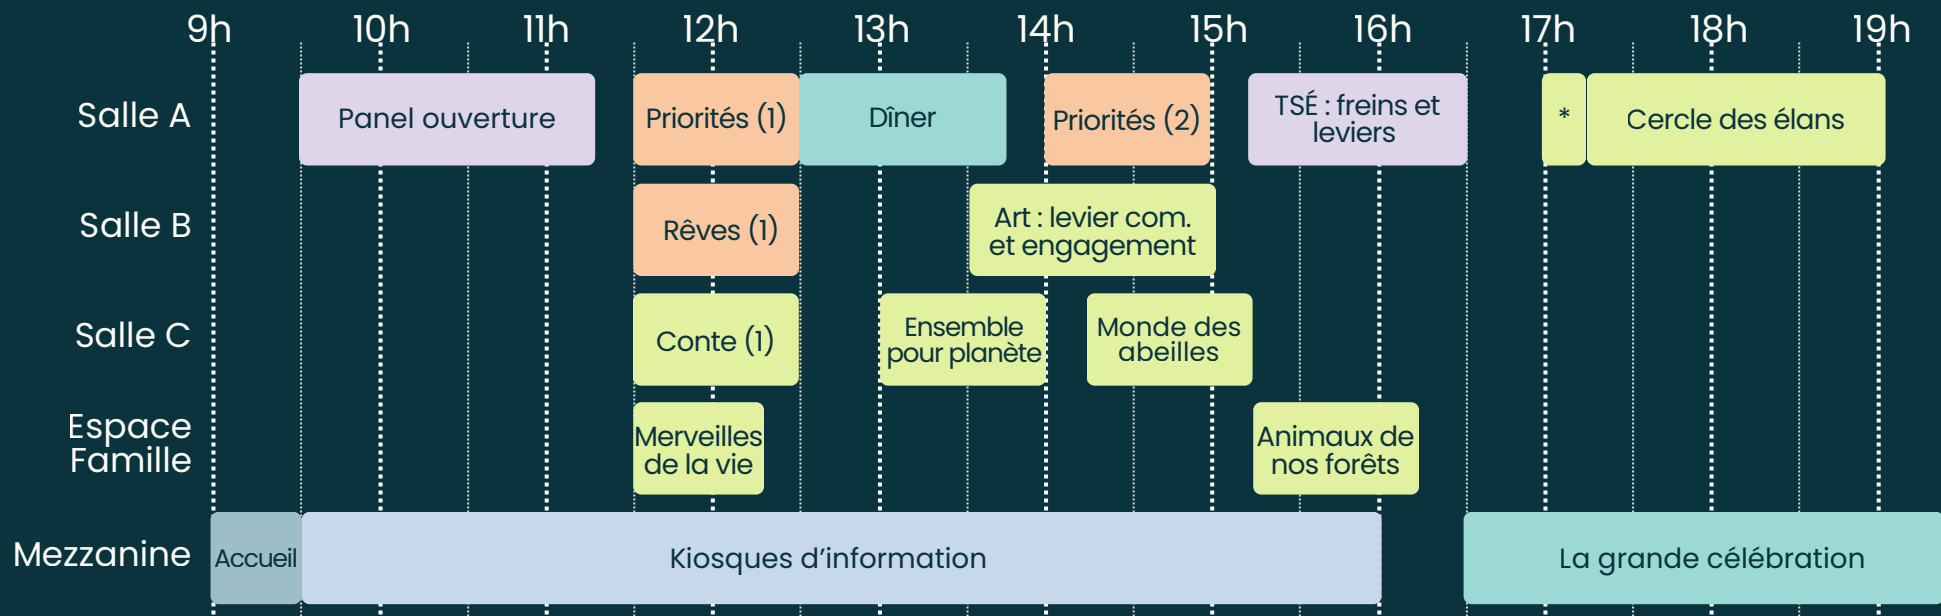 9h 10h 11h 12h 13h 14h 15h 16h 17h 18h 19h
Salle A
Panel ouverture
Priorités (1)
Dîner
Priorités (2)
TSÉ : freins et
leviers
*
Cercle des élans
Salle B
Rêves (1)
Art : levier com.
et engagement
Salle C
Conte (1)
Ensemble
pour planète
Monde des
abeilles
Espace
Famille
Merveilles
de la vie
Animaux de
nos forêts
Mezzanine
Accueil
Kiosques d’information
La grande célébration